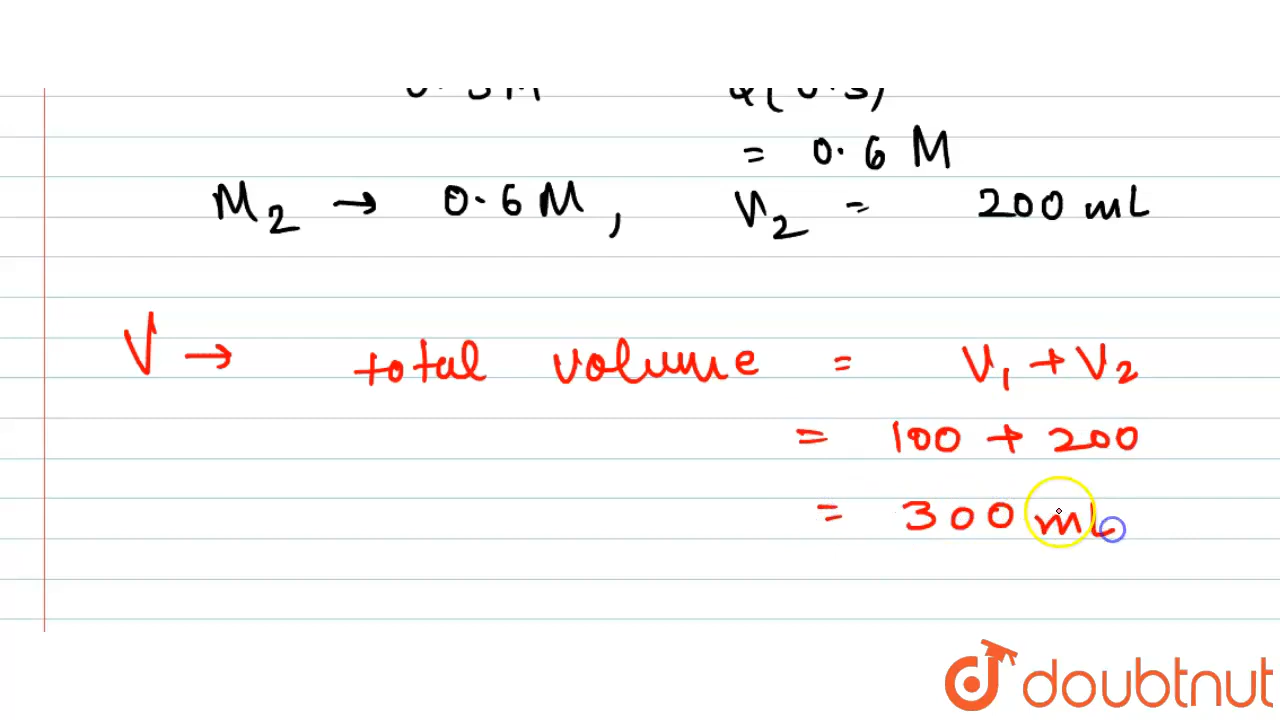 = 0.6 M
M2 → 0.6 M, V2 = 200 mL
V → total volume = V1 + V2
= 100 + 200
= 300 mL
doubtnut